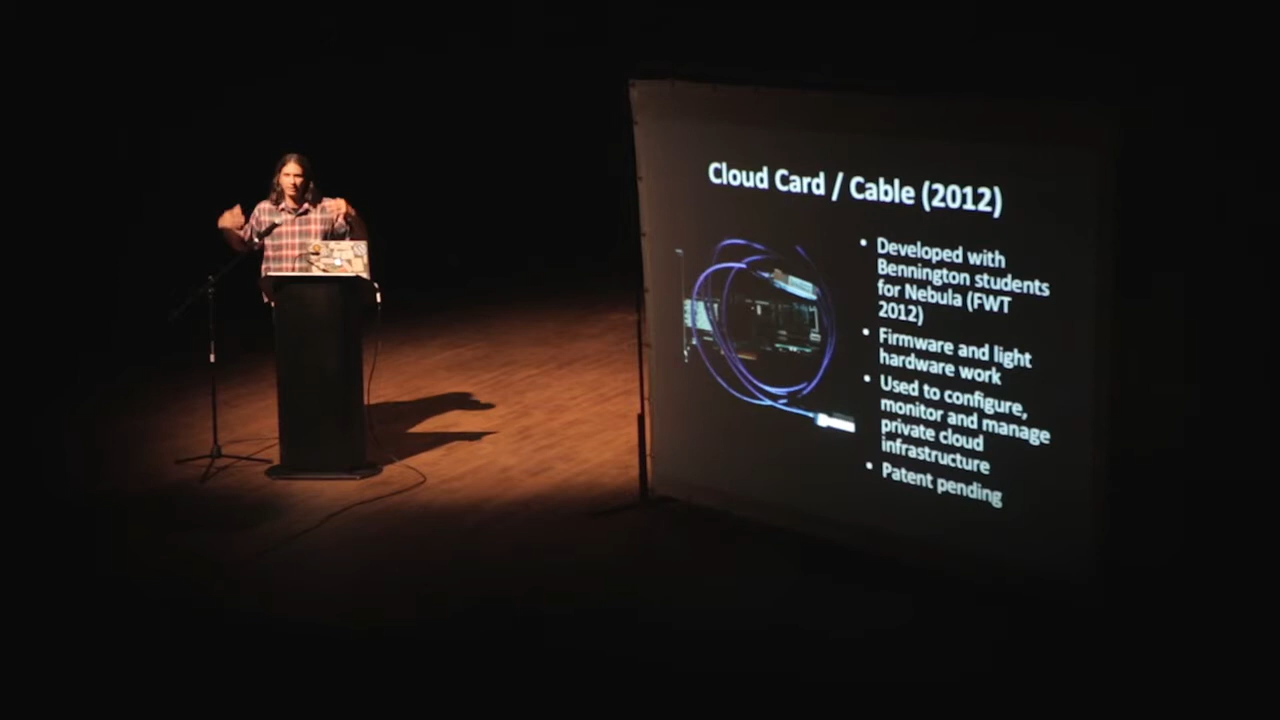 Cloud Card / Cable (2012)
• Developed with
Bennington students
for Nebula (FWT
2012)
• Firmware and light
hardware work
• Used to configure,
monitor and manage
private cloud
infrastructure
• Patent pending